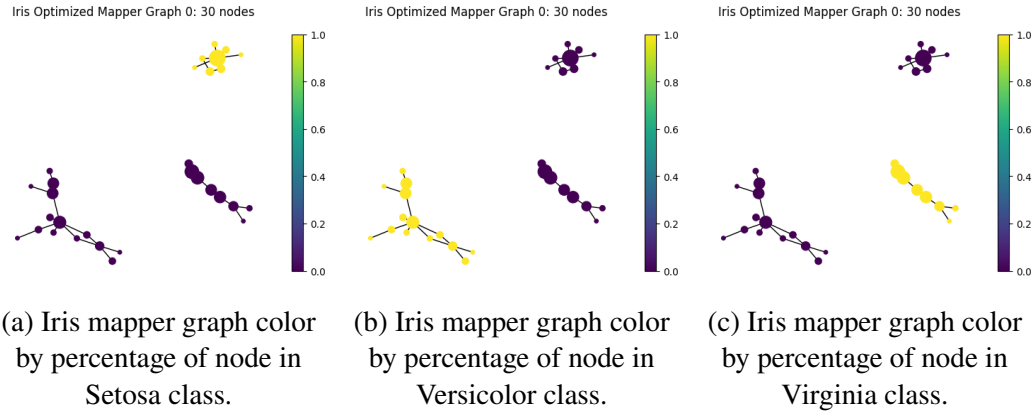 Iris Optimized Mapper Graph 0: 30 nodes
1.0
0.8
0.6
0.4
0.2
0.0
(a) Iris mapper graph color
by percentage of node in
Setosa class.
Iris Optimized Mapper Graph 0: 30 nodes
1.0
0.8
0.6
0.4
0.2
0.0
(b) Iris mapper graph color
by percentage of node in
Versicolor class.
Iris Optimized Mapper Graph 0: 30 nodes
1.0
0.8
0.6
0.4
0.2
0.0
(c) Iris mapper graph color
by percentage of node in
Virginia class.